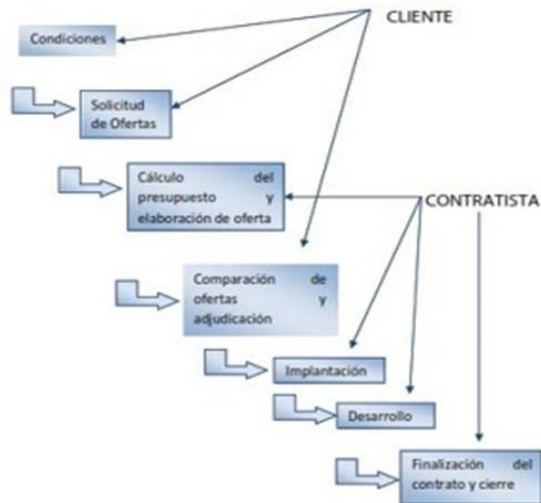 CLIENTE
Condiciones
Solicitud
de Ofertas
Cálculo del
presupuesto y
elaboración de oferta
CONTRATISTA
Comparación de
ofertas y
adjudicación
Implantación
Desarrollo
Finalización del
contrato y cierre